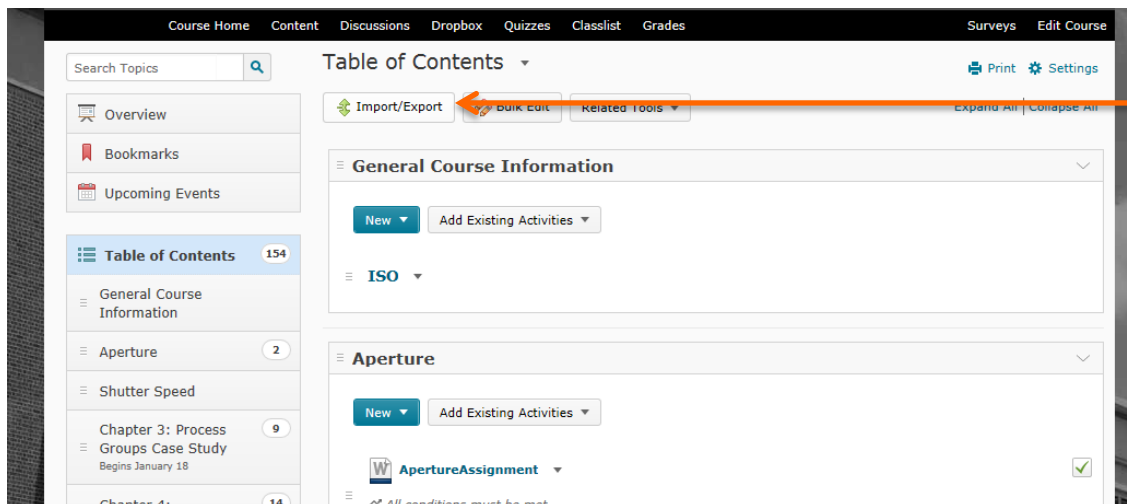 Course Home Content Discussions Dropbox Quizzes Classlist Grades Surveys Edit Course
Search Topics
Table of Contents
Print Settings
Import/Export Bulk Edit Related Tools Expand All | Collapse All
Overview
Bookmarks
Upcoming Events
Table of Contents 154
General Course
Information
Aperture 2
Shutter Speed
Chapter 3: Process 9
Groups Case Study
Begins January 18
Chapter 4: 14
General Course Information
New Add Existing Activities
ISO
Aperture
New Add Existing Activities
W ApertureAssignment
All conditions must be met